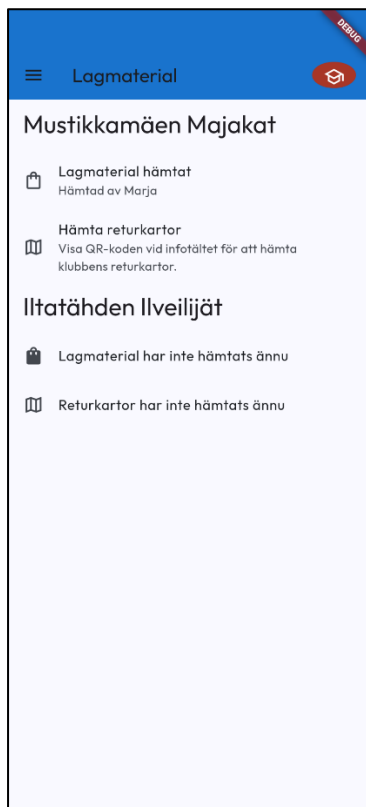 DEBUG
Lagmaterial
Mustikkamäen Majakat
Lagmaterial hämtat
Hämtad av Marja
Hämta returkartor
Visa QR-koden vid infotältet för att hämta
klubbens returkartor.
Iltatähden Ilveilijät
Lagmaterial har inte hämtats ännu
Returkartor har inte hämtats ännu